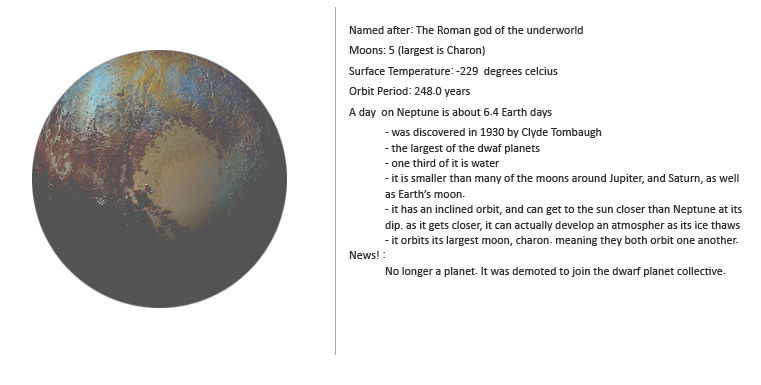 Named after: The Roman god of the underworld
Moons: 5 (largest is Charon)
Surface Temperature: -229 degrees celcius
Orbit Period: 248.0 years
A day on Neptune is about 6.4 Earth days
- was discovered in 1930 by Clyde Tombaugh
- the largest of the dwaf planets
- one third of it is water
- it is smaller than many of the moons around Jupiter, and Saturn, as well
as Earth's moon.
- it has an inclined orbit, and can get to the sun closer than Neptune at its
dip. as it gets closer, it can actually develop an atmospher as its ice thaws
- it orbits its largest moon, charon. meaning they both orbit one another.
News! :
No longer a planet. It was demoted to join the dwarf planet collective.